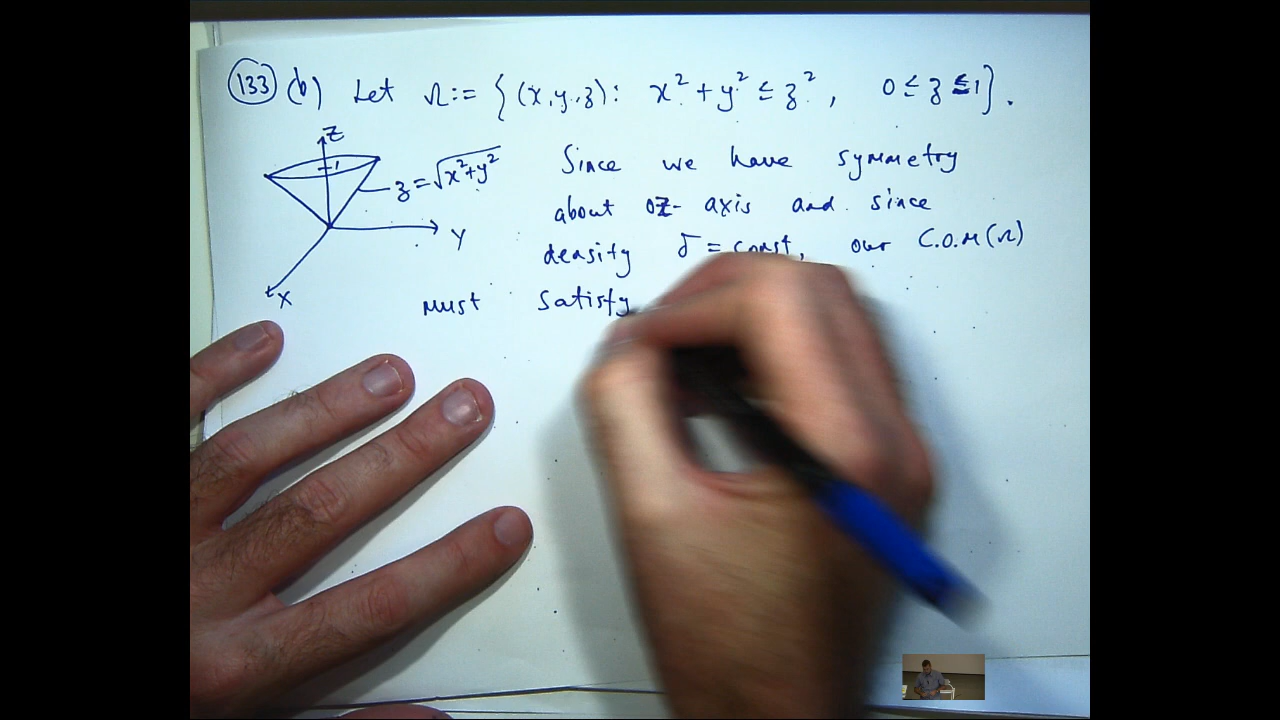 133 (b) Let Ω := {(x,y,z): x² + y² ≤ z², 0 ≤ z ≤ 1}.
Z
1
z = √x²+y²
Y
X
Since we have symmetry
about OZ-axis and since
density δ = const, our C.O.M(Ω)
must satisfy